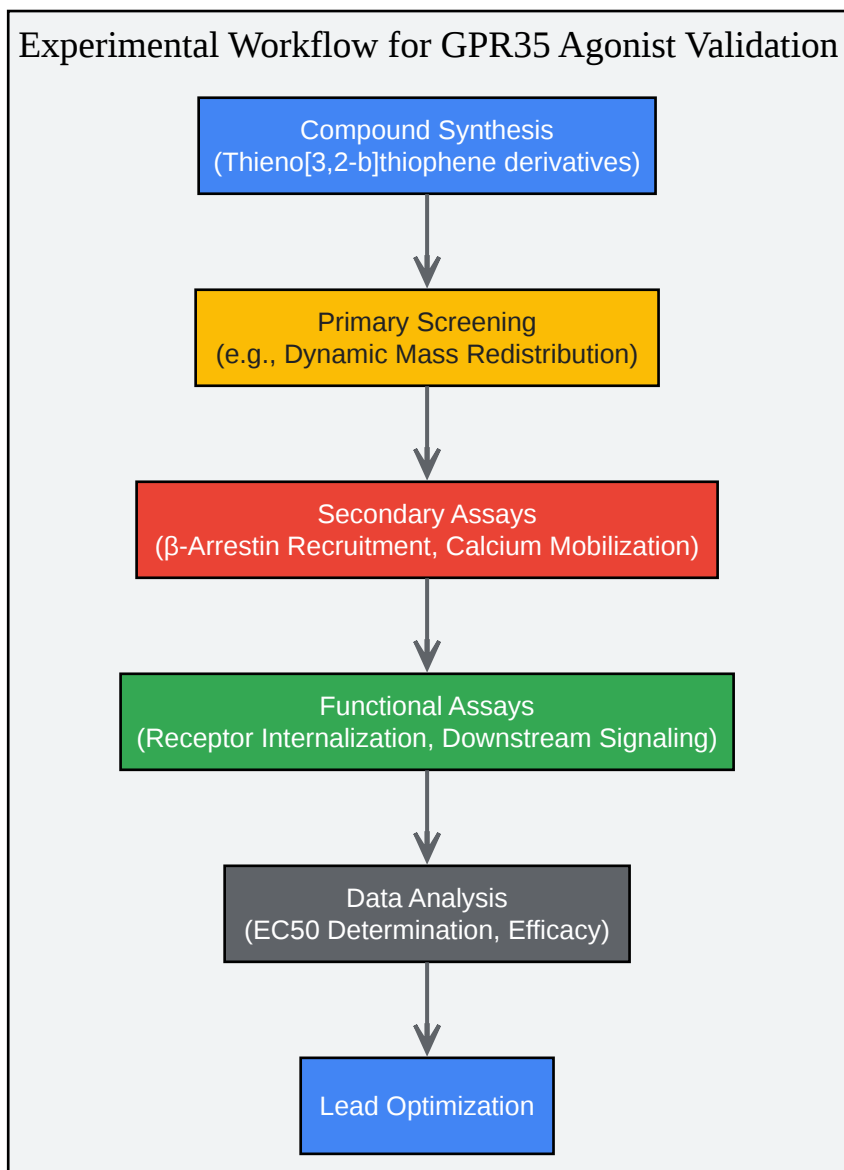 Experimental Workflow for GPR35 Agonist Validation
Compound Synthesis
(Thieno[3,2-b]thiophene derivatives)
Primary Screening
(e.g., Dynamic Mass Redistribution)
Secondary Assays
(β-Arrestin Recruitment, Calcium Mobilization)
Functional Assays
(Receptor Internalization, Downstream Signaling)
Data Analysis
(EC50 Determination, Efficacy)
Lead Optimization